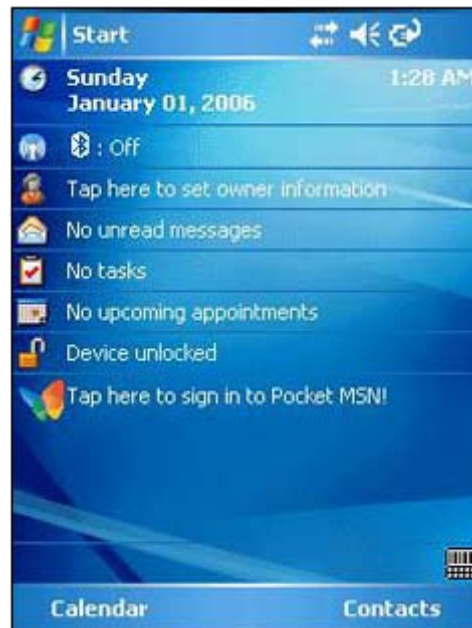 Start
Sunday 1:28 AM
January 01, 2006
: Off
Tap here to set owner information
No unread messages
No tasks
No upcoming appointments
Device unlocked
Tap here to sign in to Pocket MSN!
Calendar Contacts